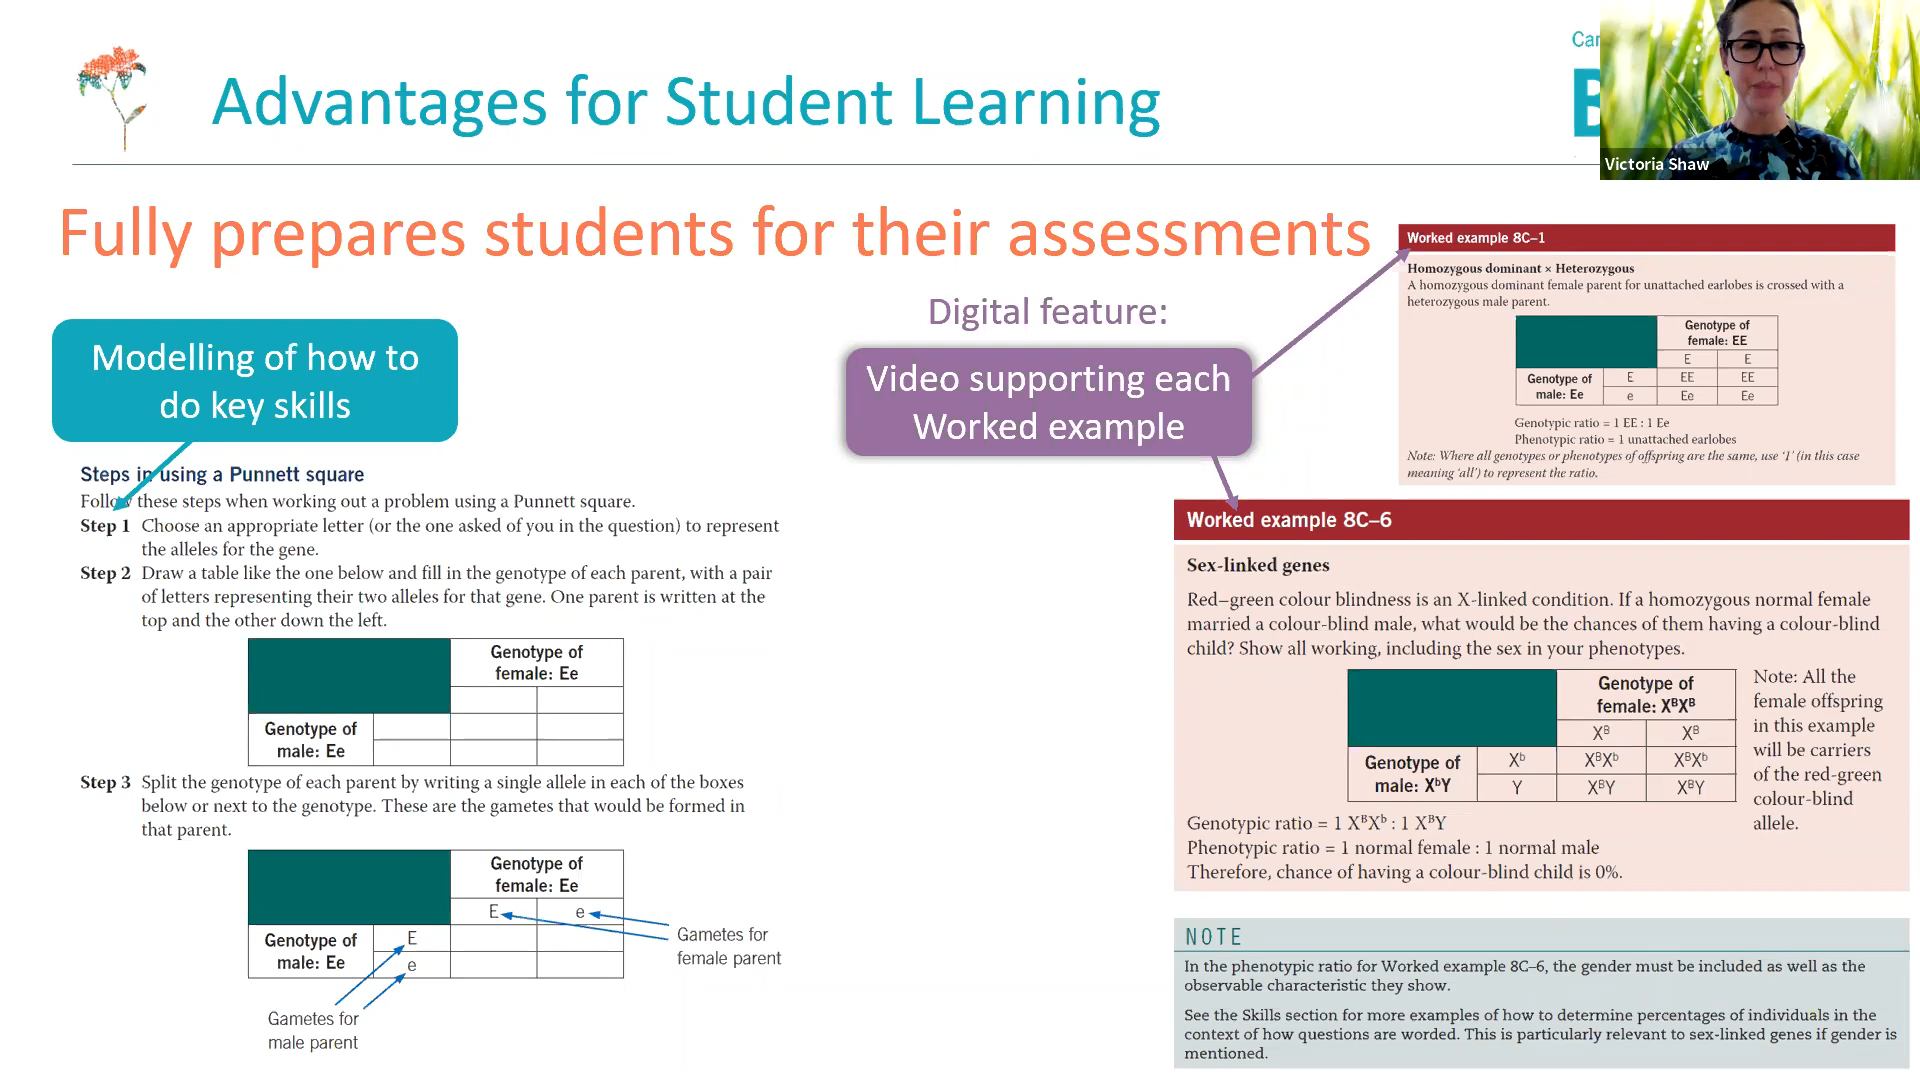 Advantages for Student Learning
Victoria Shaw
Fully prepares students for their assessments
Modelling of how to
do key skills
Steps in using a Punnett square
Follow these steps when working out a problem using a Punnett square.
Step 1 Choose an appropriate letter (or the one asked of you in the question) to represent
the alleles for the gene.
Step 2 Draw a table like the one below and fill in the genotype of each parent, with a pair
of letters representing their two alleles for that gene. One parent is written at the
top and the other down the left.
Genotype of
female: Ee
Genotype of
male: Ee
Step 3 Split the genotype of each parent by writing a single allele in each of the boxes
below or next to the genotype. These are the gametes that would be formed in
that parent.
Genotype of
female: Ee
E e
Genotype of
male: Ee
E
e
Gametes for
female parent
Gametes for
male parent
Digital feature:
Video supporting each
Worked example
Worked example 8C–1
Homozygous dominant × Heterozygous
A homozygous dominant female parent for unattached earlobes is crossed with a
heterozygous male parent.
Genotype of
female: EE
E E
Genotype of
male: Ee
E EE EE
e Ee Ee
Genotypic ratio = 1 EE : 1 Ee
Phenotypic ratio = 1 unattached earlobes
Note: Where all genotypes or phenotypes of offspring are the same, use ‘1’ (in this case
meaning ‘all’) to represent the ratio.
Worked example 8C–6
Sex-linked genes
Red–green colour blindness is an X-linked condition. If a homozygous normal female
married a colour-blind male, what would be the chances of them having a colour-blind
child? Show all working, including the sex in your phenotypes.
Genotype of
female: XᴮXᴮ
Xᴮ Xᴮ
Genotype of
male: XᵇY
Xᵇ XᴮXᵇ XᴮXᵇ
Y XᴮY XᴮY
Note: All the
female offspring
in this example
will be carriers
of the red-green
colour-blind
allele.
Genotypic ratio = 1 XᴮXᵇ : 1 XᴮY
Phenotypic ratio = 1 normal female : 1 normal male
Therefore, chance of having a colour-blind child is 0%.
NOTE
In the phenotypic ratio for Worked example 8C–6, the gender must be included as well as the
observable characteristic they show.
See the Skills section for more examples of how to determine percentages of individuals in the
context of how questions are worded. This is particularly relevant to sex-linked genes if gender is
mentioned.